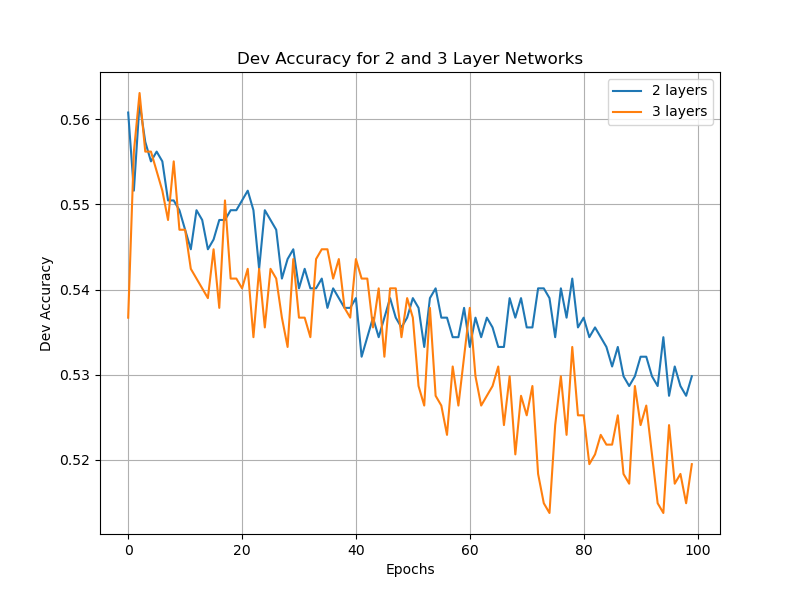 Dev Accuracy for 2 and 3 Layer Networks
2 layers
3 layers
0.56
0.55
0.54
0.53
0.52
Dev Accuracy
0
20
40
60
80
100
Epochs